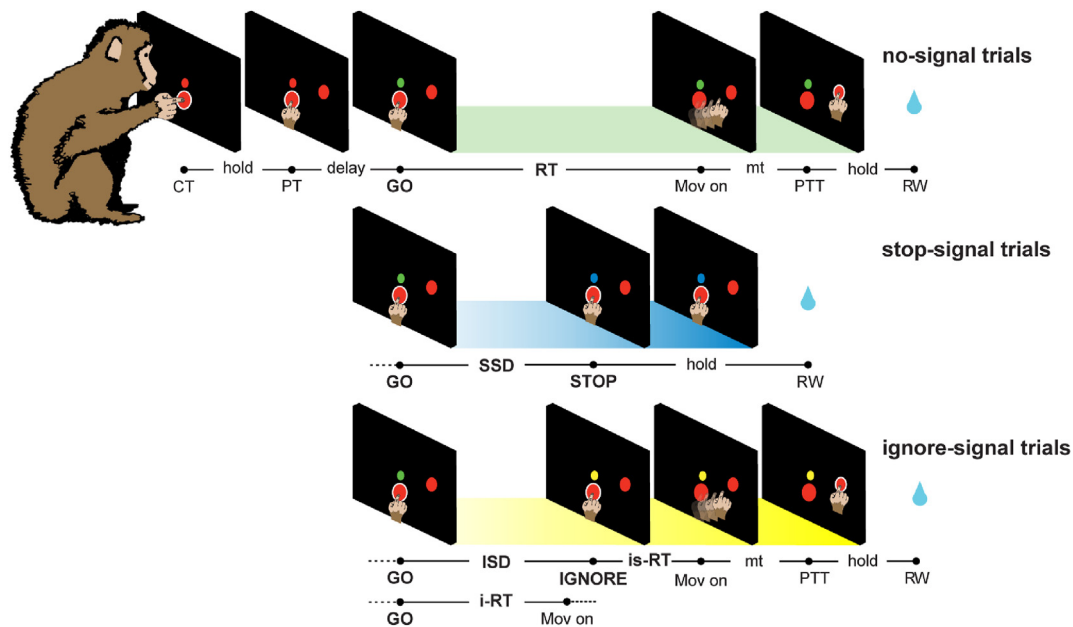 no-signal trials
hold delay RT mt hold
CT PT GO Mov on PTT RW
stop-signal trials
SSD hold
GO STOP RW
ignore-signal trials
ISD is-RT mt hold
GO IGNORE Mov on PTT RW
i-RT
GO Mov on